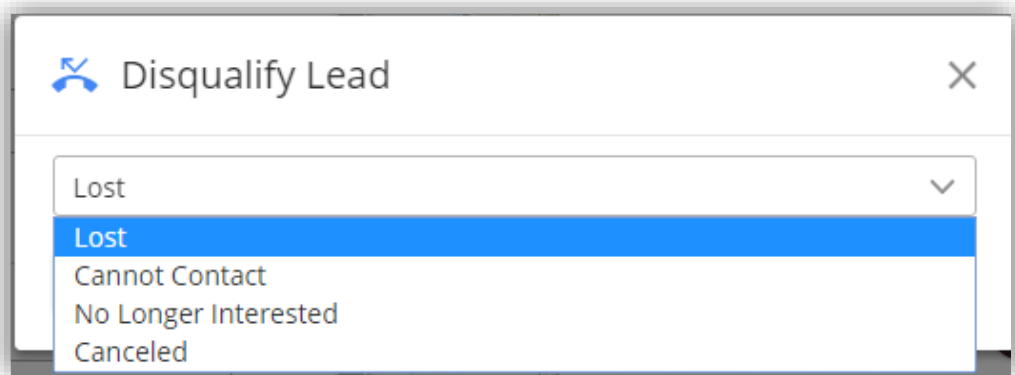 Disqualify Lead
Lost
Lost
Cannot Contact
No Longer Interested
Canceled